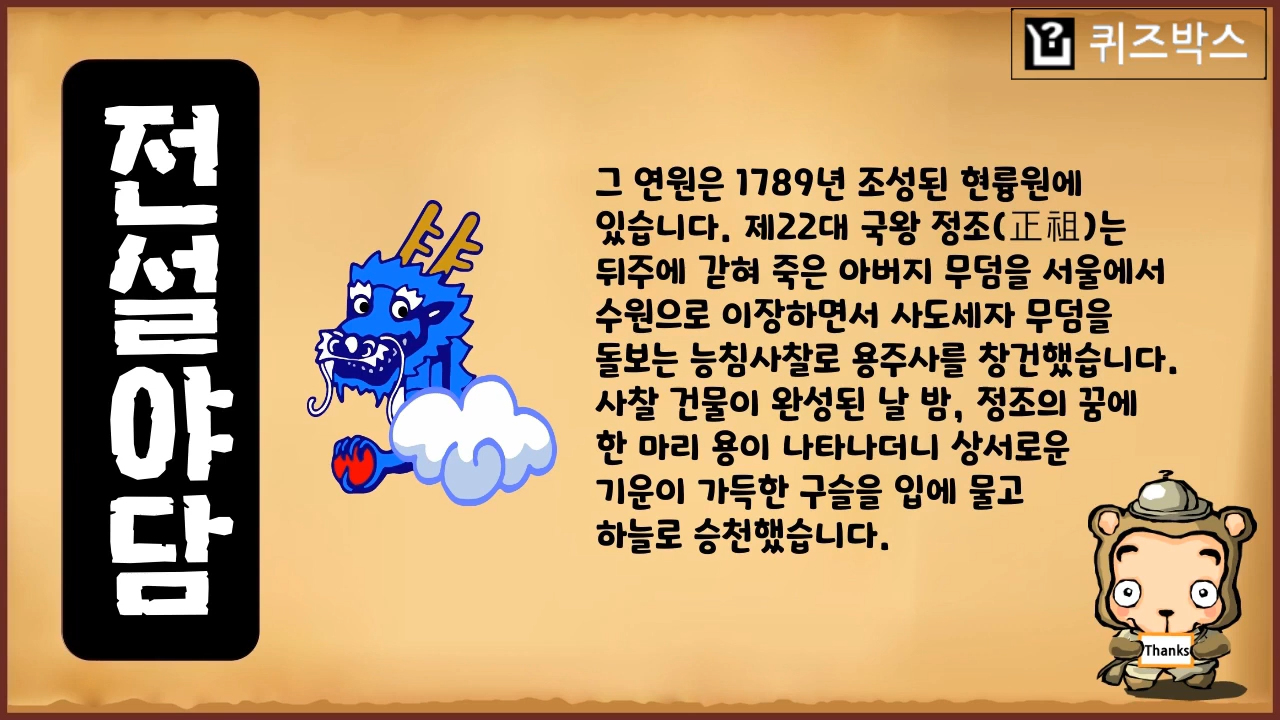 퀴즈박스
전설야담
그 연원은 1789년 조성된 현륭원에
있습니다. 제22대 국왕 정조(正祖)는
뒤주에 갇혀 죽은 아버지 무덤을 서울에서
수원으로 이장하면서 사도세자 무덤을
돌보는 능침사찰로 용주사를 창건했습니다.
사찰 건물이 완성된 날 밤, 정조의 꿈에
한 마리 용이 나타나더니 상서로운
기운이 가득한 구슬을 입에 물고
하늘로 승천했습니다.
Thanks